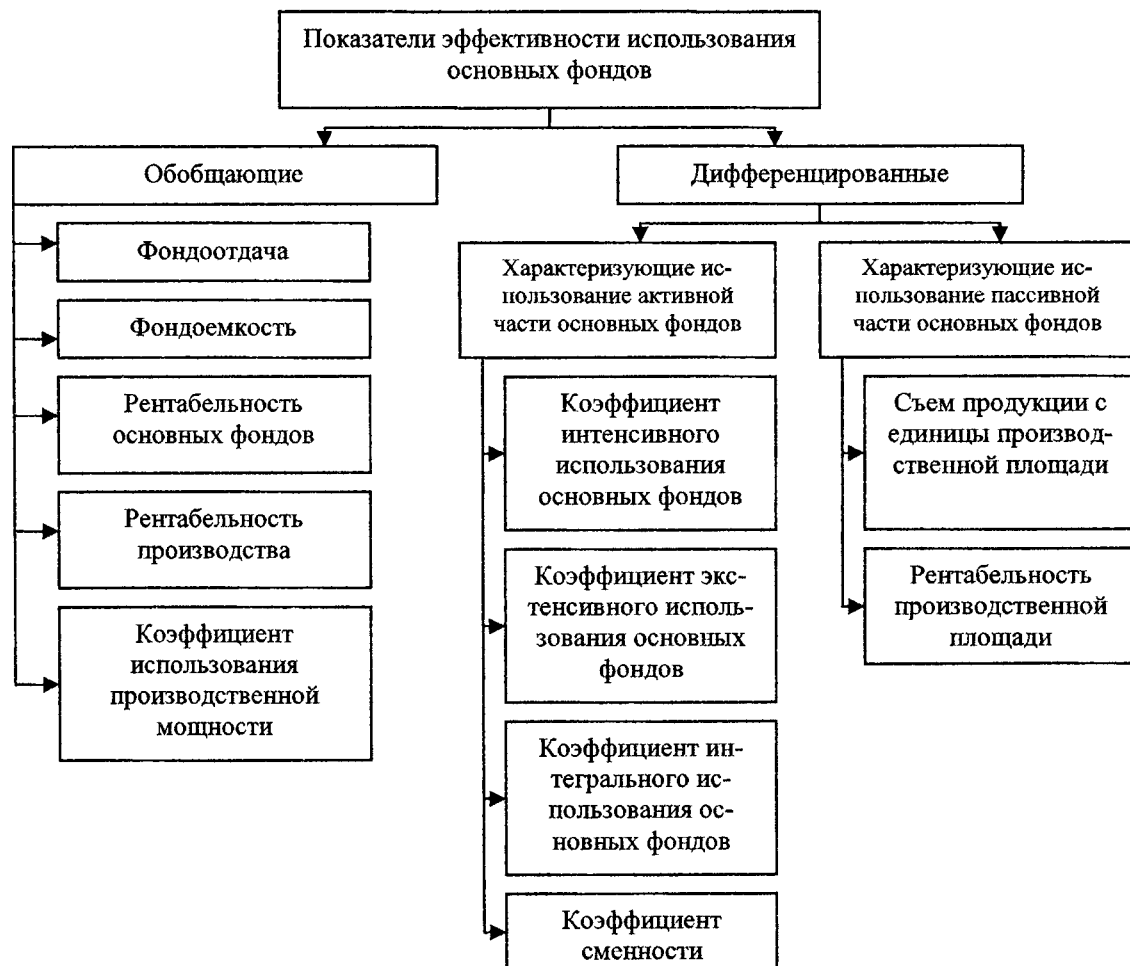 Показатели эффективности использования
основных фондов
Обобщающие
Дифференцированные
Фондоотдача
Фондоемкость
Рентабельность
основных фондов
Рентабельность
производства
Коэффициент
использования
производственной
мощности
Характеризующие ис-
пользование активной
части основных фондов
Коэффициент
интенсивного
использования
основных фондов
Коэффициент экс-
тенсивного исполь-
зования основных
фондов
Коэффициент ин-
тегрального ис-
пользования ос-
новных фондов
Коэффициент
сменности
Характеризующие ис-
пользование пассивной
части основных фондов
Съем продукции с
единицы производ-
ственной площади
Рентабельность
производственной
площади